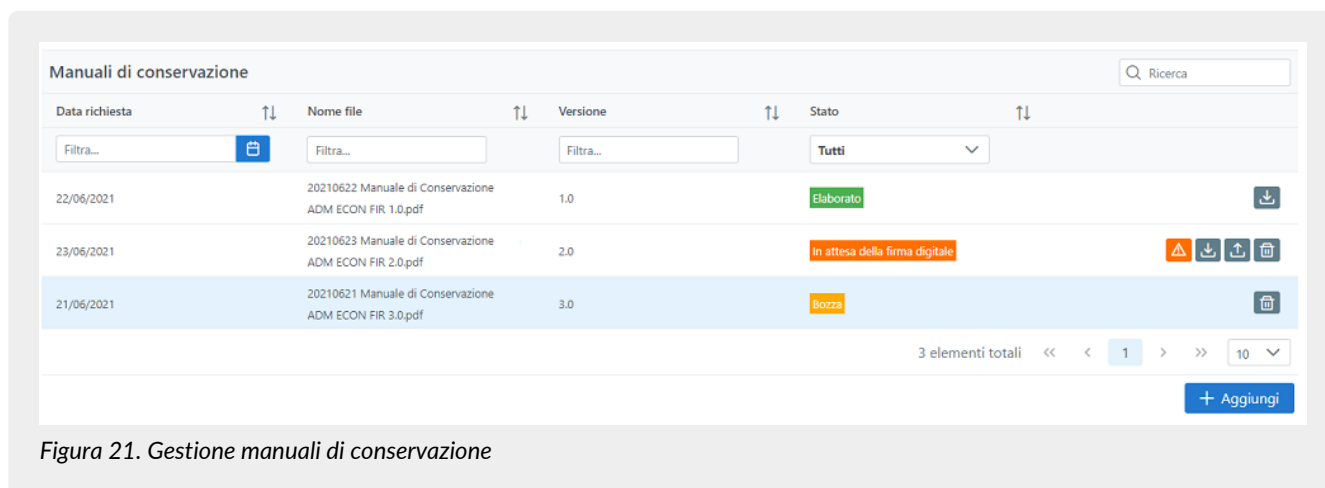 Manuali di conservazione
Ricerca
Data richiesta Nome file Versione Stato
Filtra... Filtra... Filtra... Tutti
20210622 Manuale di Conservazione
22/06/2021 1.0 Elaborato
ADM ECON FIR 1.0.pdf
20210623 Manuale di Conservazione
23/06/2021 2.0 In attesa della firma digitale
ADM ECON FIR 2.0.pdf
20210621 Manuale di Conservazione
21/06/2021 3.0 Bozza
ADM ECON FIR 3.0.pdf
3 elementi totali << < 1 > >> 10
+ Aggiungi
Figura 21. Gestione manuali di conservazione